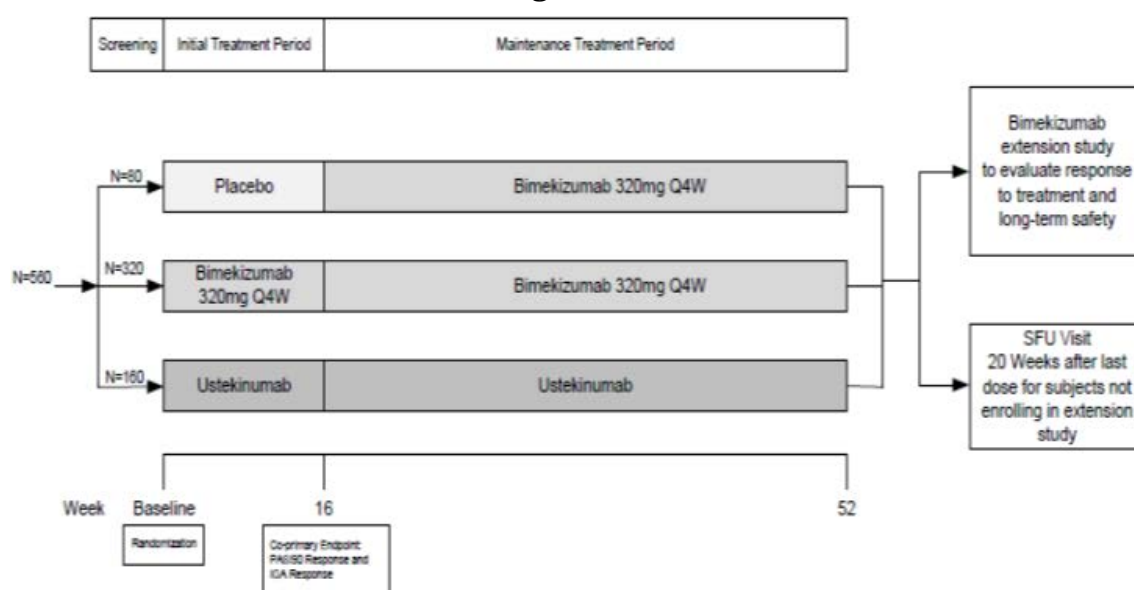 Screening
Initial Treatment Period
Maintenance Treatment Period
N=560
N=80
Placebo
Bimekizumab 320mg Q4W
N=320
Bimekizumab
320mg Q4W
Bimekizumab 320mg Q4W
N=160
Ustekinumab
Ustekinumab
Bimekizumab
extension study
to evaluate response
to treatment and
long-term safety
SFU Visit
20 Weeks after last
dose for subjects not
enrolling in extension
study
Week
Baseline
16
52
Randomization
Co-primary Endpoint:
PASI90 Response and
IGA Response